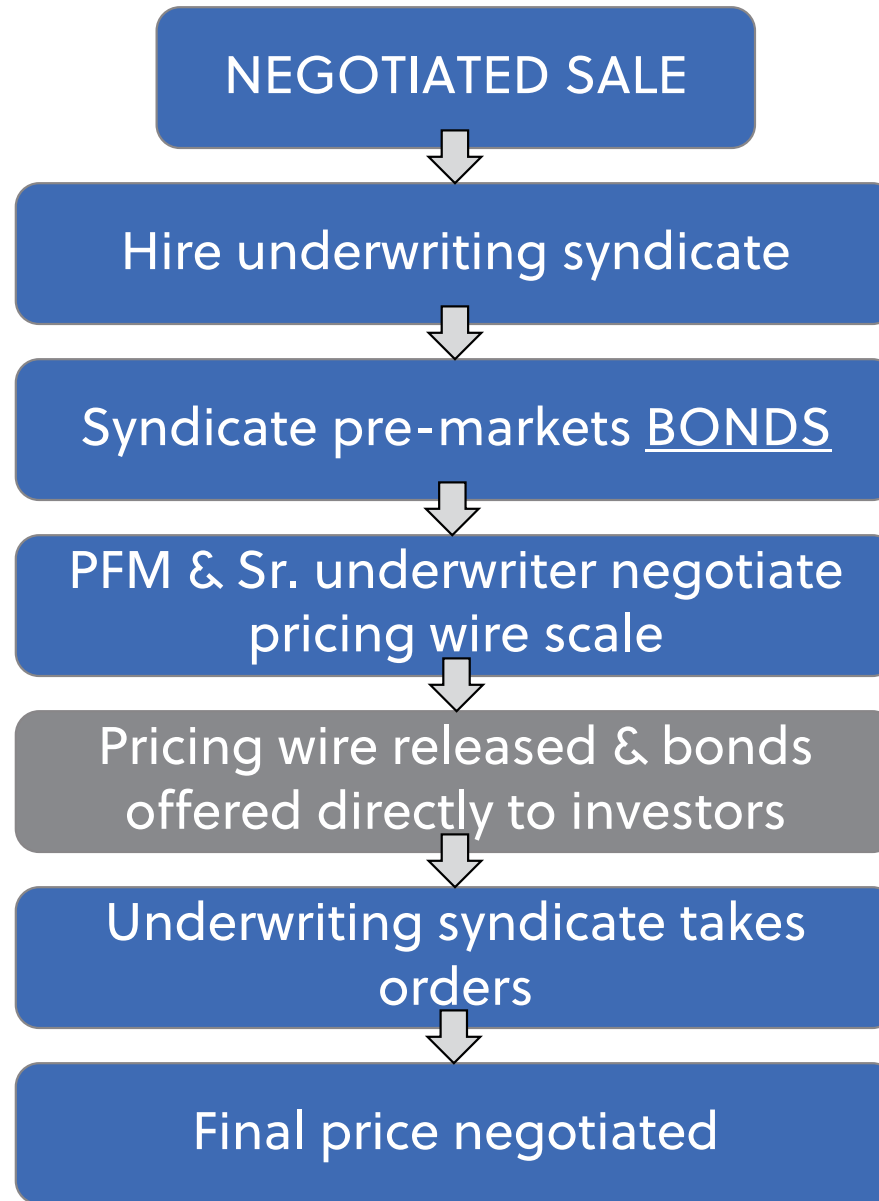 NEGOTIATED SALE
Hire underwriting syndicate
Syndicate pre-markets BONDS
PFM & Sr. underwriter negotiate
pricing wire scale
Pricing wire released & bonds
offered directly to investors
Underwriting syndicate takes
orders
Final price negotiated